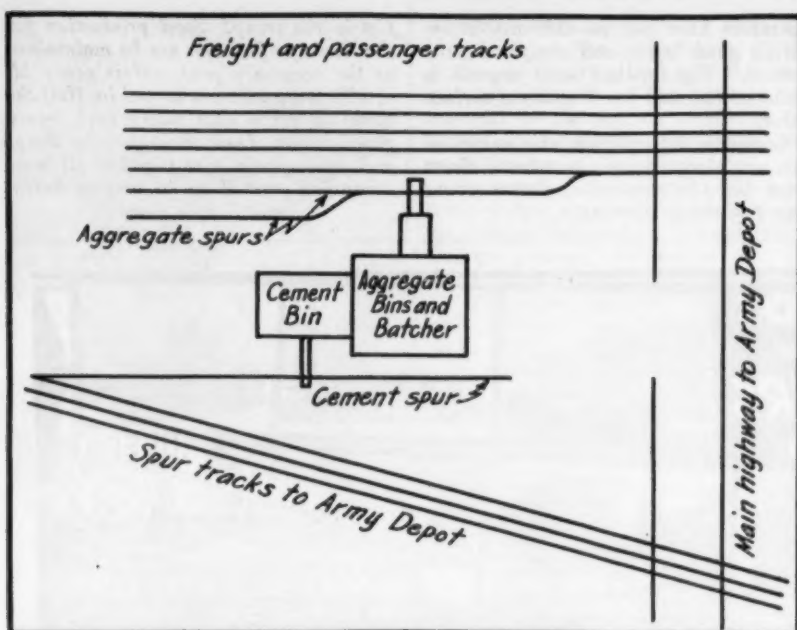 Freight and passenger tracks
Aggregate spurs
Cement
Bin
Aggregate
Bins and
Batcher
Cement spur
Spur tracks to Army Depot
Main highway to Army Depot